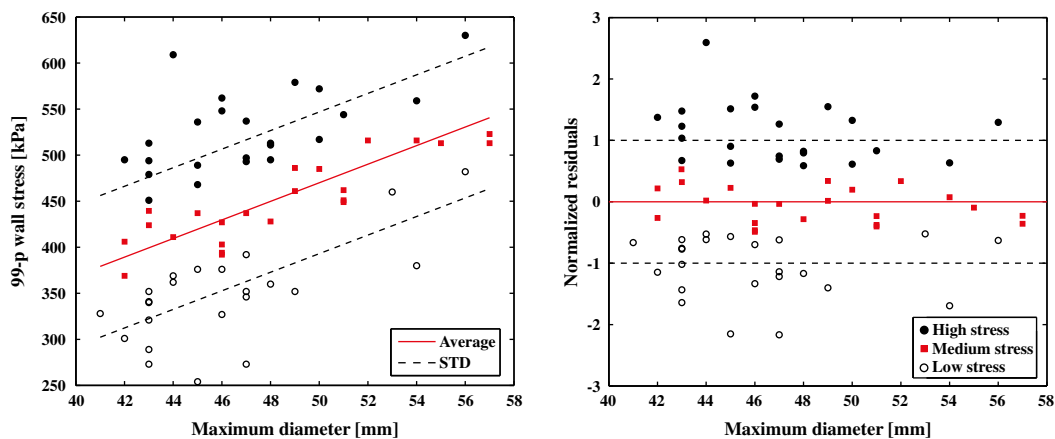 650
600
550
500
450
400
350
300
250
99-p wall stress [kPa]
40 42 44 46 48 50 52 54 56 58
Maximum diameter [mm]
Average
STD
3
2
1
0
-1
-2
-3
Normalized residuals
40 42 44 46 48 50 52 54 56 58
Maximum diameter [mm]
High stress
Medium stress
Low stress